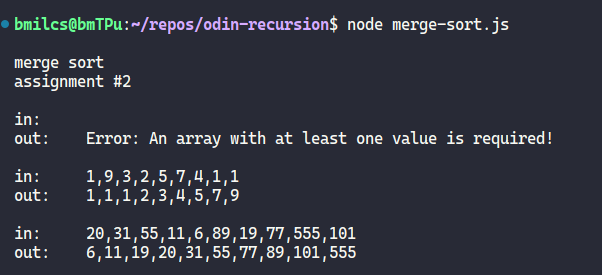 bmilcs@bmTPu:~/repos/odin-recursion$ node merge-sort.js
merge sort
assignment #2
in:
out: Error: An array with at least one value is required!
in: 1,9,3,2,5,7,4,1,1
out: 1,1,1,2,3,4,5,7,9
in: 20,31,55,11,6,89,19,77,555,101
out: 6,11,19,20,31,55,77,89,101,555